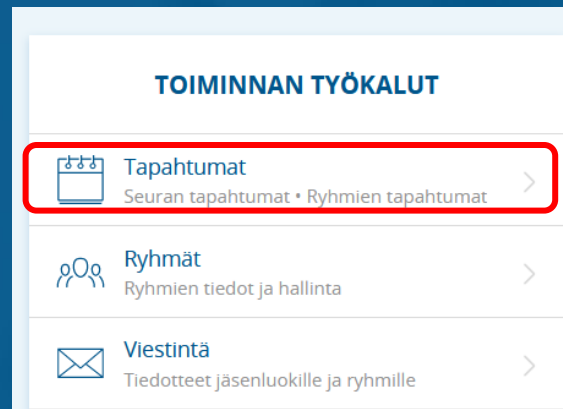 TOIMINNAN TYÖKALUT
Tapahtumat
Seuran tapahtumat • Ryhmien tapahtumat
Ryhmät
Ryhmien tiedot ja hallinta
Viestintä
Tiedotteet jäsenluokille ja ryhmille